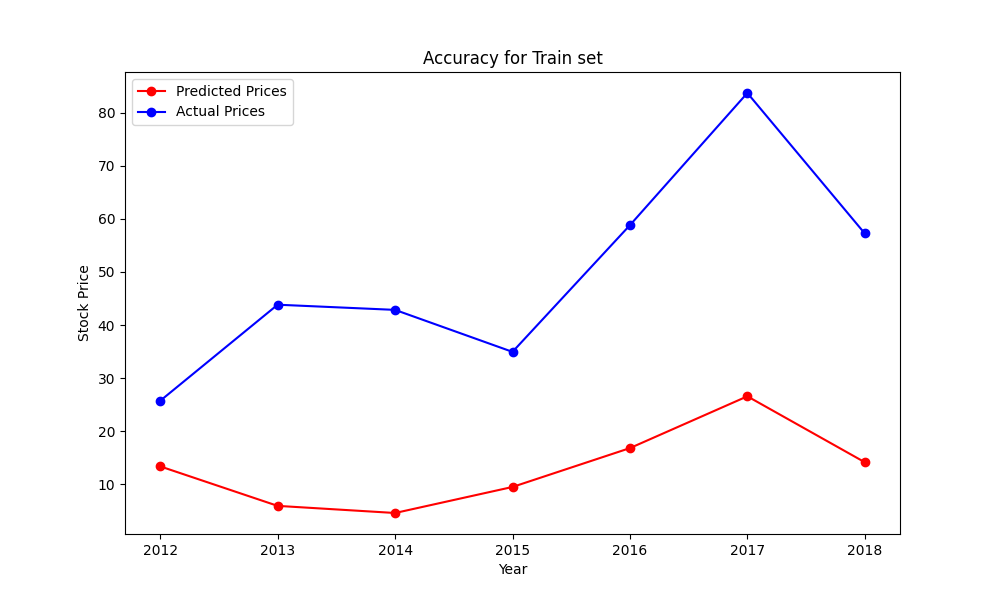 Accuracy for Train set
Predicted Prices
Actual Prices
80
70
60
50
40
30
20
10
Stock Price
2012 2013 2014 2015 2016 2017 2018
Year